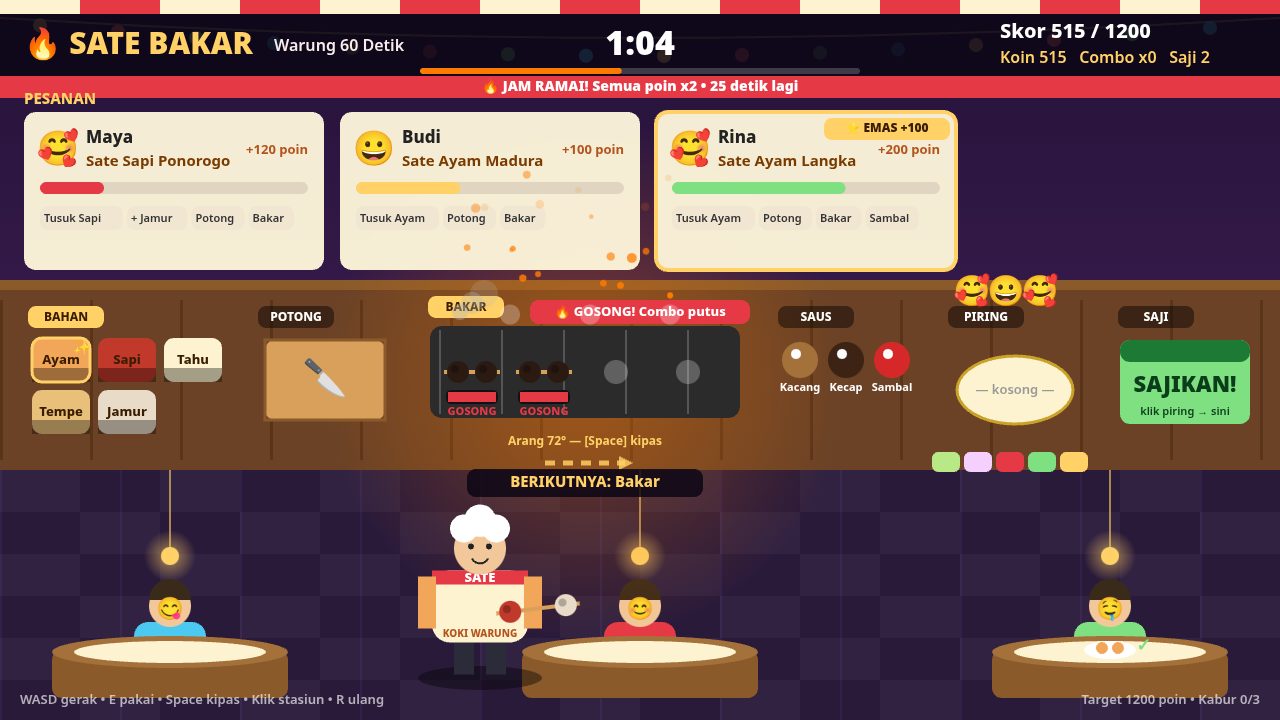 🔥 SATE BAKAR
Warung 60 Detik
1:04
Skor 515 / 1200
Koin 515 Combo x0 Saji 2
🔥 JAM RAMAI! Semua poin x2 • 25 detik lagi
PESANAN
Maya
Sate Sapi Ponorogo
+120 poin
Tusuk Sapi
+ Jamur
Potong
Bakar
Budi
Sate Ayam Madura
+100 poin
Tusuk Ayam
Potong
Bakar
⭐ EMAS +100
Rina
Sate Ayam Langka
+200 poin
Tusuk Ayam
Potong
Bakar
Sambal
BAHAN
POTONG
BAKAR
🔥 GOSONG! Combo putus
SAUS
PIRING
SAJI
Ayam
Sapi
Tahu
Tempe
Jamur
GOSONG
GOSONG
Kacang
Kecap
Sambal
— kosong —
SAJIKAN!
klik piring → sini
Arang 72° — [Space] kipas
BERIKUTNYA: Bakar
SATE
KOKI WARUNG
WASD gerak • E pakai • Space kipas • Klik stasiun • R ulang
Target 1200 poin • Kabur 0/3